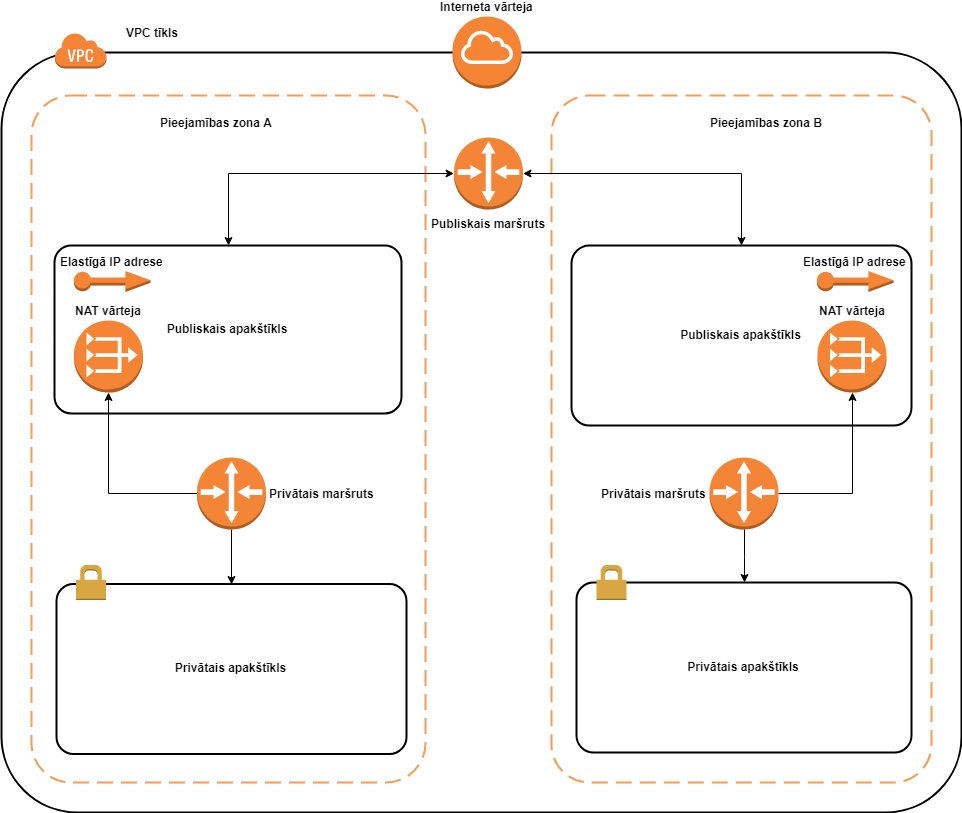 Interneta vārteja
VPC tīkls
VPC
Pieejamības zona A
Pieejamības zona B
Publiskais maršruts
Elastīgā IP adrese
NAT vārteja
Publiskais apakštīkls
Elastīgā IP adrese
NAT vārteja
Publiskais apakštīkls
Privātais maršruts
Privātais maršruts
Privātais apakštīkls
Privātais apakštīkls